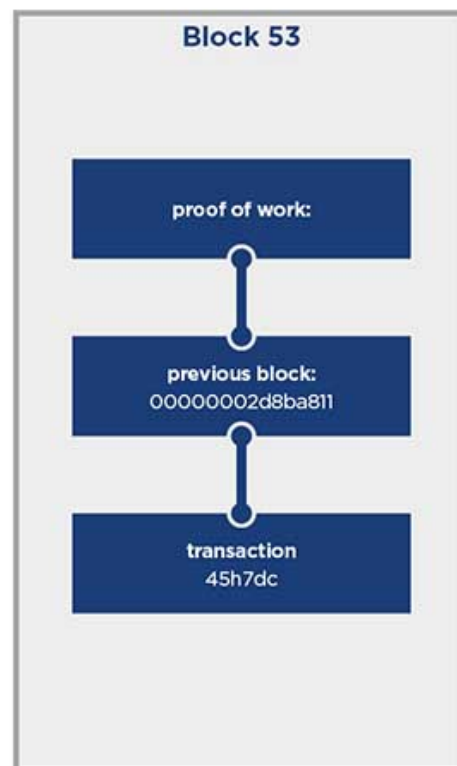 Block 53
proof of work:
previous block:
00000002d8ba811
transaction
45h7dc